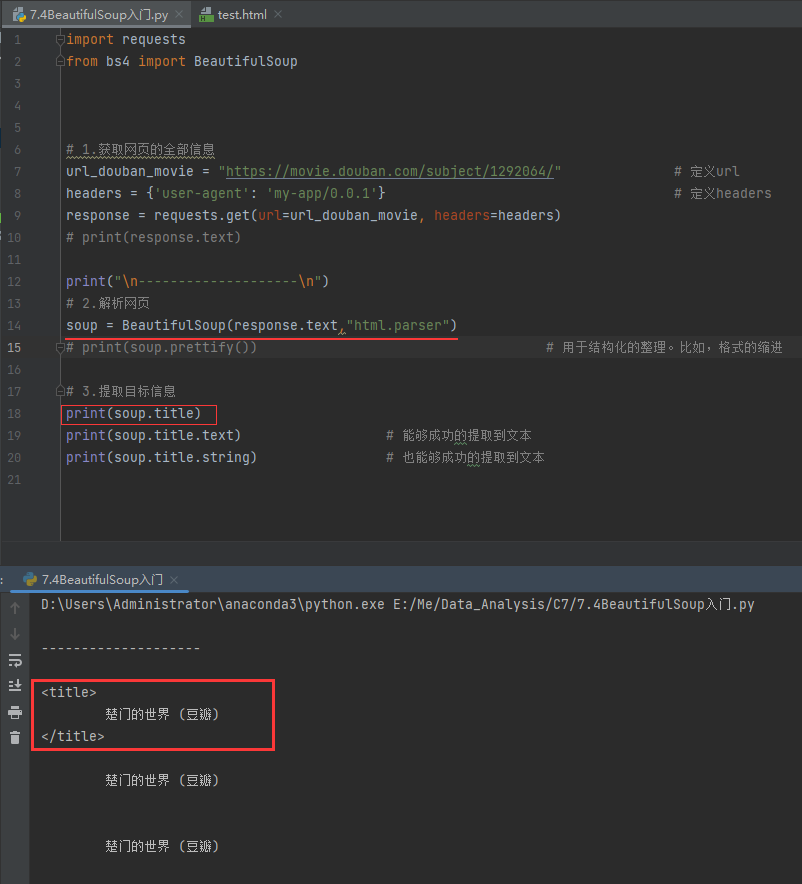 7.4BeautifulSoup入门.py × test.html ×
1 import requests
2 from bs4 import BeautifulSoup
3
4
5
6 # 1.获取网页的全部信息
7 url_douban_movie = "https://movie.douban.com/subject/1292064/" # 定义url
8 headers = {'user-agent': 'my-app/0.0.1'} # 定义headers
9 response = requests.get(url=url_douban_movie, headers=headers)
10 # print(response.text)
11
12 print("\n--------------------\n")
13 # 2.解析网页
14 soup = BeautifulSoup(response.text,"html.parser")
15 # print(soup.prettify()) # 用于结构化的整理。比如，格式的缩进
16
17 # 3.提取目标信息
18 print(soup.title)
19 print(soup.title.text) # 能够成功的提取到文本
20 print(soup.title.string) # 也能够成功的提取到文本
21
: 7.4BeautifulSoup入门 ×
D:\Users\Administrator\anaconda3\python.exe E:/Me/Data_Analysis/C7/7.4BeautifulSoup入门.py
--------------------
<title>
楚门的世界 (豆瓣)
</title>
楚门的世界 (豆瓣)
楚门的世界 (豆瓣)